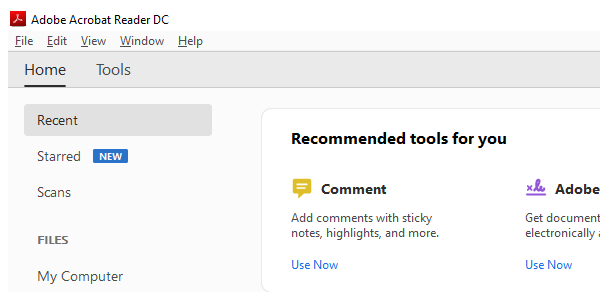 Adobe Acrobat Reader DC
File Edit View Window Help
Home Tools
Recent
Starred NEW
Scans
FILES
My Computer
Recommended tools for you
Comment
Add comments with sticky
notes, highlights, and more.
Use Now
Adobe
Get document
electronically
Use Now